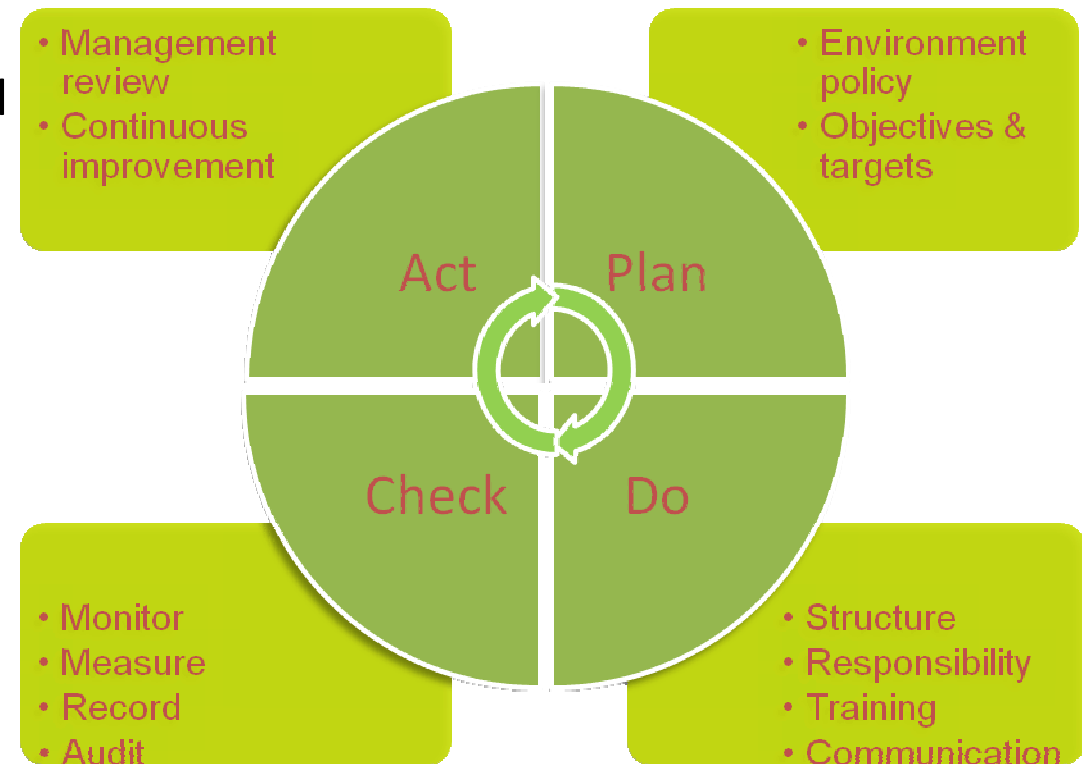 • Management
review
• Continuous
improvement
• Environment
policy
• Objectives &
targets
Act
Plan
Check
Do
• Monitor
• Measure
• Record
• Audit
• Structure
• Responsibility
• Training
• Communication